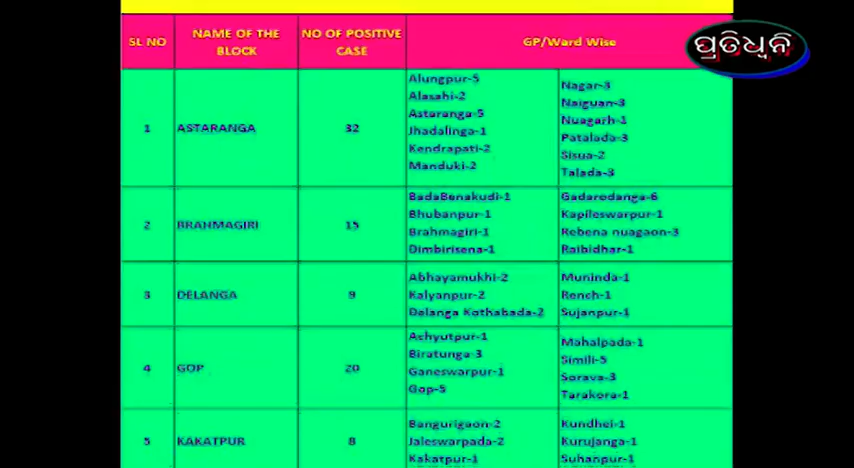 SL NO
NAME OF THE BLOCK
NO OF POSITIVE CASE
GP/Ward Wise
ପ୍ରତିଧ୍ୱନି
1
ASTARANGA
32
Alungpur-5
Alasahi-2
Astaranga-5
Jhadalinga-1
Kendrapati-2
Manduki-2
Nagar-3
Naiguan-3
Nuagarh-1
Patalada-3
Sisua-2
Talada-3
2
BRAHMAGIRI
15
BadaBenakudi-1
Bhubanpur-1
Brahmagiri-1
Dimbirisena-1
Gadarodanga-6
Kapileswarpur-1
Rebena nuagaon-3
Raibidhar-1
3
DELANGA
9
Abhayamukhi-2
Kalyanpur-2
Delanga Kothabada-2
Muninda-1
Rench-1
Sujanpur-1
4
GOP
20
Achyutpur-1
Biratunga-3
Ganeswarpur-1
Gop-5
Mahalpada-1
Simili-5
Sorava-3
Tarakora-1
5
KAKATPUR
8
Bangurigaon-2
Jaleswarpada-2
Kakatpur-1
Kundhei-1
Kurujanga-1
Suhanpur-1